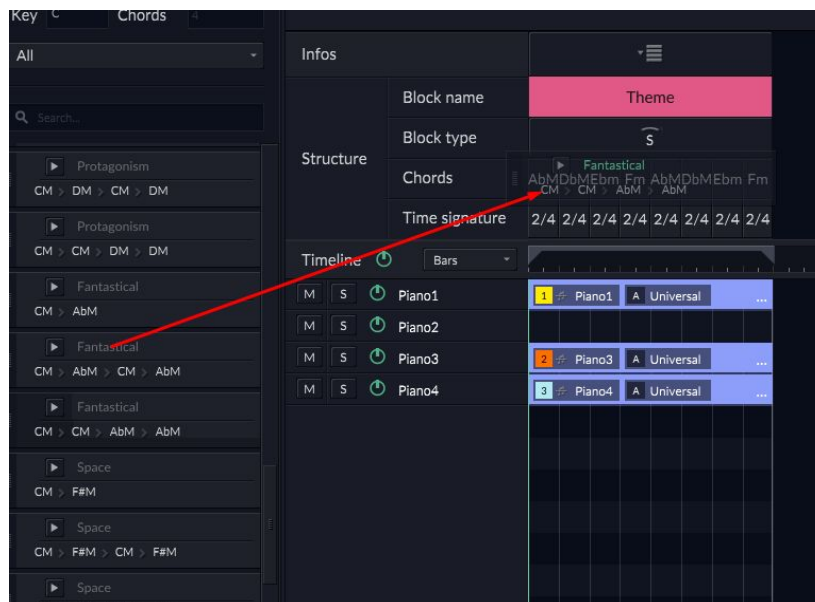 Key C Chords 4
All
Search...
Protagonism
CM > DM > CM > DM
Protagonism
CM > CM > DM > DM
Fantastical
CM > AbM
Fantastical
CM > AbM > CM > AbM
Fantastical
CM > CM > AbM > AbM
Space
CM > F#M
Space
CM > F#M > CM > F#M
Space
Infos
Structure
Block name
Theme
Block type
S
Chords
Fantastical
AbM DbM Ebm Fm AbM DbM Ebm Fm
CM > CM > AbM > AbM
Time signature
2/4 2/4 2/4 2/4 2/4 2/4 2/4 2/4
Timeline Bars
M S Piano1
1 Piano1 A Universal ...
M S Piano2
M S Piano3
2 Piano3 A Universal ...
M S Piano4
3 Piano4 A Universal ...